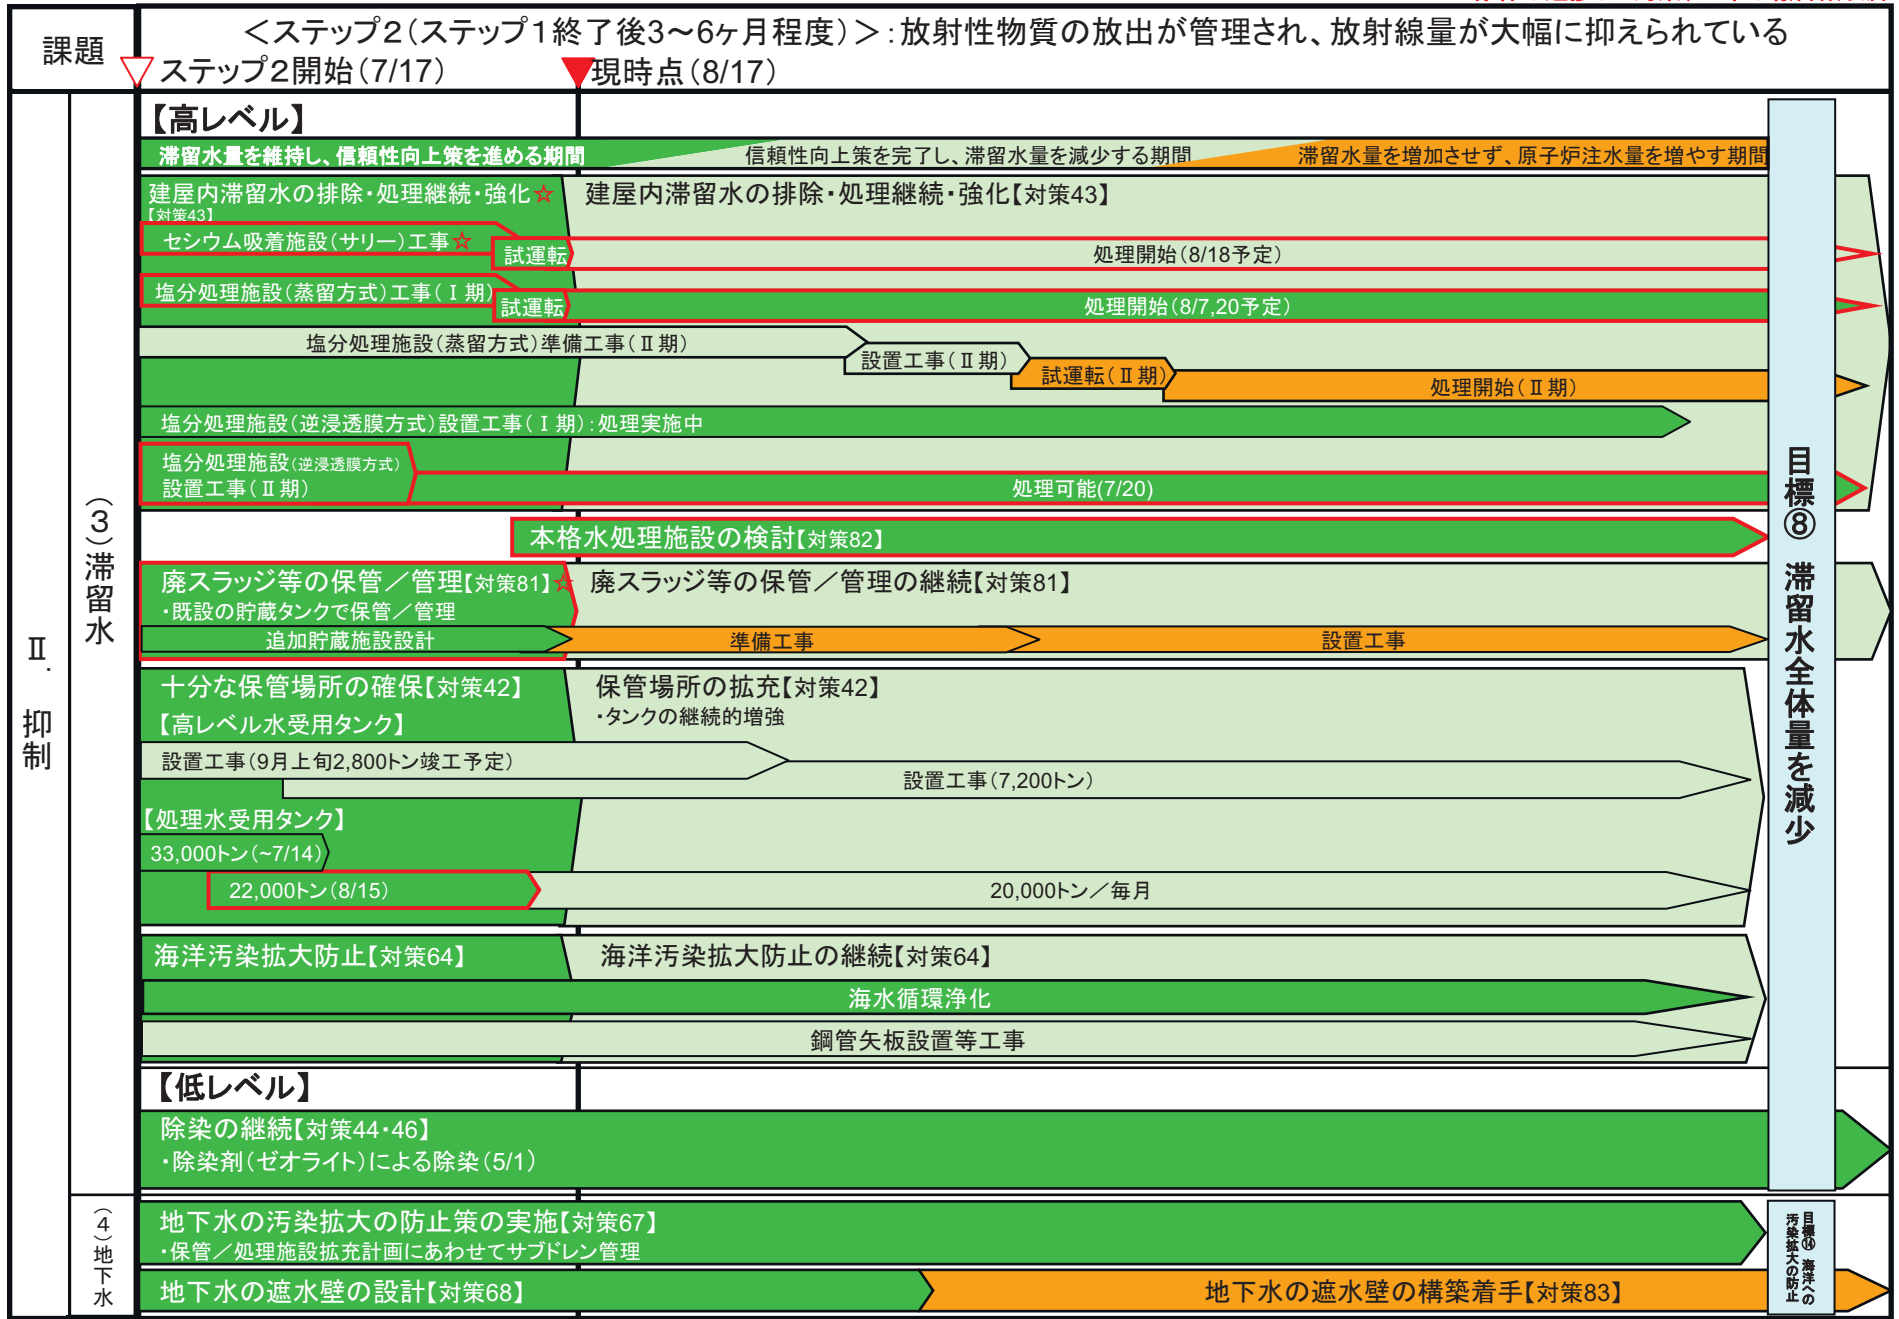 課題
＜ステップ２（ステップ１終了後3～6ヶ月程度）＞：放射性物質の放出が管理され、放射線量が大幅に抑えられている
ステップ２開始（7/17）
現時点（8/17）
Ⅱ．抑制
（３）滞留水
【高レベル】
滞留水量を維持し、信頼性向上策を進める期間
信頼性向上策を完了し、滞留水量を減少する期間
滞留水量を増加させず、原子炉注水量を増やす期間
建屋内滞留水の排除・処理継続・強化☆
【対策43】
建屋内滞留水の排除・処理継続・強化【対策43】
セシウム吸着施設（サリー）工事☆
試運転
処理開始（8/18予定）
塩分処理施設（蒸留方式）工事（Ⅰ期）
試運転
処理開始（8/7,20予定）
塩分処理施設（蒸留方式）準備工事（Ⅱ期）
設置工事（Ⅱ期）
試運転（Ⅱ期）
処理開始（Ⅱ期）
塩分処理施設（逆浸透膜方式）設置工事（Ⅰ期）：処理実施中
塩分処理施設（逆浸透膜方式）
設置工事（Ⅱ期）
処理可能(7/20)
本格水処理施設の検討【対策82】
廃スラッジ等の保管／管理【対策81】☆
・既設の貯蔵タンクで保管／管理
廃スラッジ等の保管／管理の継続【対策81】
追加貯蔵施設設計
準備工事
設置工事
十分な保管場所の確保【対策42】
【高レベル水受用タンク】
保管場所の拡充【対策42】
・タンクの継続的増強
設置工事（9月上旬2,800トン竣工予定）
設置工事（7,200トン）
【処理水受用タンク】
33,000トン（~7/14）
22,000トン（8/15）
20,000トン／毎月
海洋汚染拡大防止【対策64】
海洋汚染拡大防止の継続【対策64】
海水循環浄化
鋼管矢板設置等工事
【低レベル】
除染の継続【対策44・46】
・除染剤（ゼオライト）による除染（5/1）
目標⑧ 滞留水全体量を減少
（４）地下水
地下水の汚染拡大の防止策の実施【対策67】
・保管／処理施設拡充計画にあわせてサブドレン管理
地下水の遮水壁の設計【対策68】
地下水の遮水壁の構築着手【対策83】
目標⑭ 海洋への
汚染拡大の防止